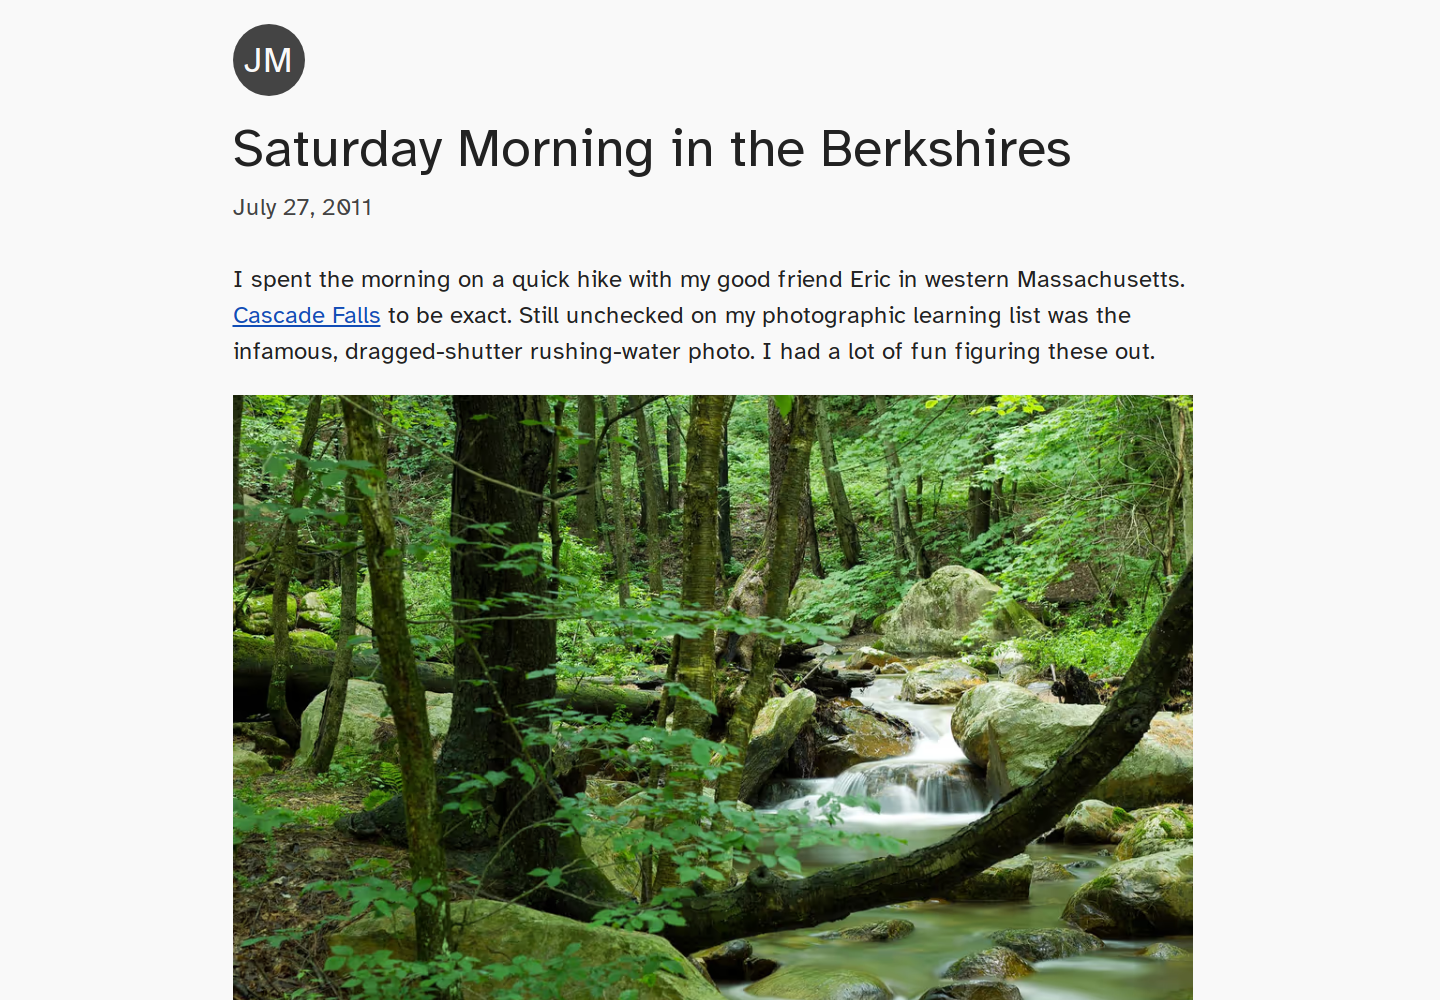 JM
Saturday Morning in the Berkshires
July 27, 2011
I spent the morning on a quick hike with my good friend Eric in western Massachusetts.
Cascade Falls to be exact. Still unchecked on my photographic learning list was the
infamous, dragged-shutter rushing-water photo. I had a lot of fun figuring these out.